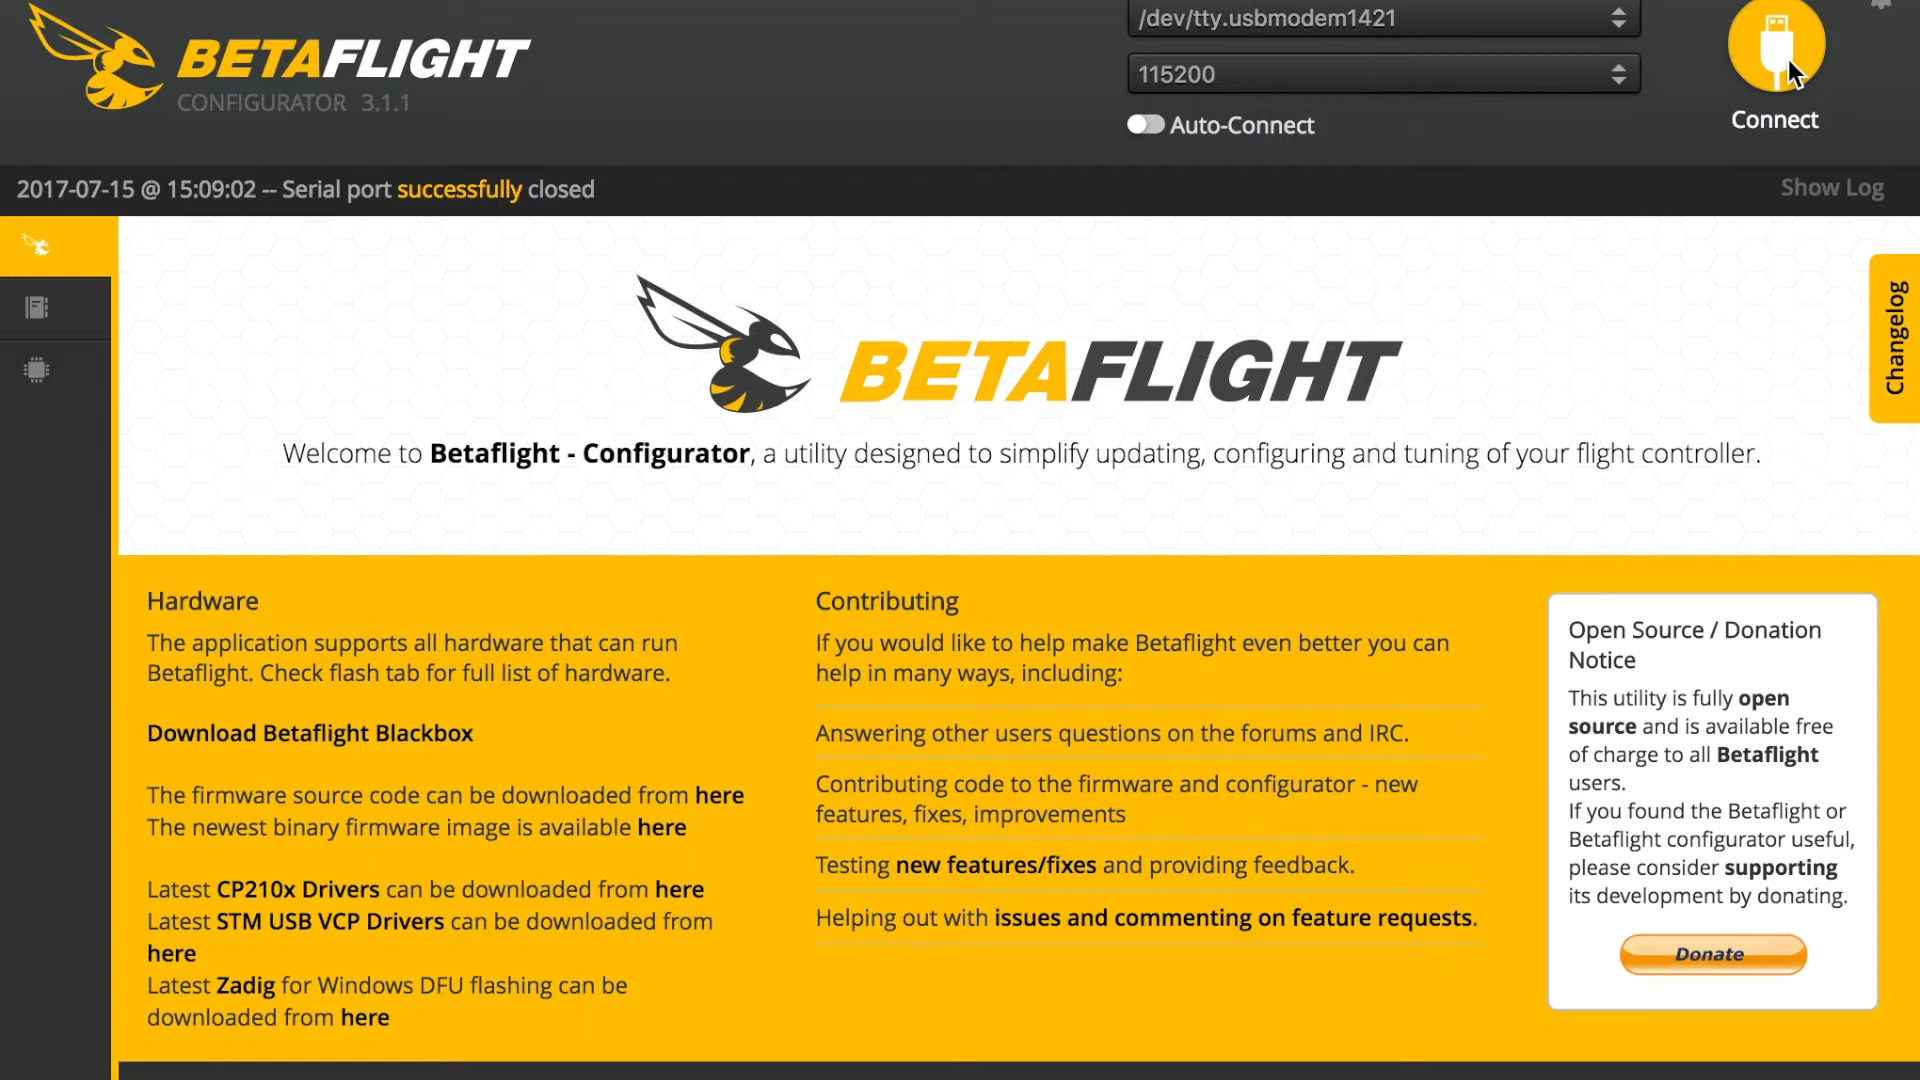 /dev/tty.usbmodem1421
BETAFLIGHT
CONFIGURATOR 3.1.1
115200
Auto-Connect
Connect
2017-07-15 @ 15:09:02 -- Serial port successfully closed
Show Log
Changelog
BETAFLIGHT
Welcome to Betaflight - Configurator, a utility designed to simplify updating, configuring and tuning of your flight controller.
Hardware
The application supports all hardware that can run
Betaflight. Check flash tab for full list of hardware.
Download Betaflight Blackbox
The firmware source code can be downloaded from here
The newest binary firmware image is available here
Latest CP210x Drivers can be downloaded from here
Latest STM USB VCP Drivers can be downloaded from
here
Latest Zadig for Windows DFU flashing can be
downloaded from here
Contributing
If you would like to help make Betaflight even better you can
help in many ways, including:
Answering other users questions on the forums and IRC.
Contributing code to the firmware and configurator - new
features, fixes, improvements
Testing new features/fixes and providing feedback.
Helping out with issues and commenting on feature requests.
Open Source / Donation
Notice
This utility is fully open
source and is available free
of charge to all Betaflight
users.
If you found the Betaflight or
Betaflight configurator useful,
please consider supporting
its development by donating.
Donate